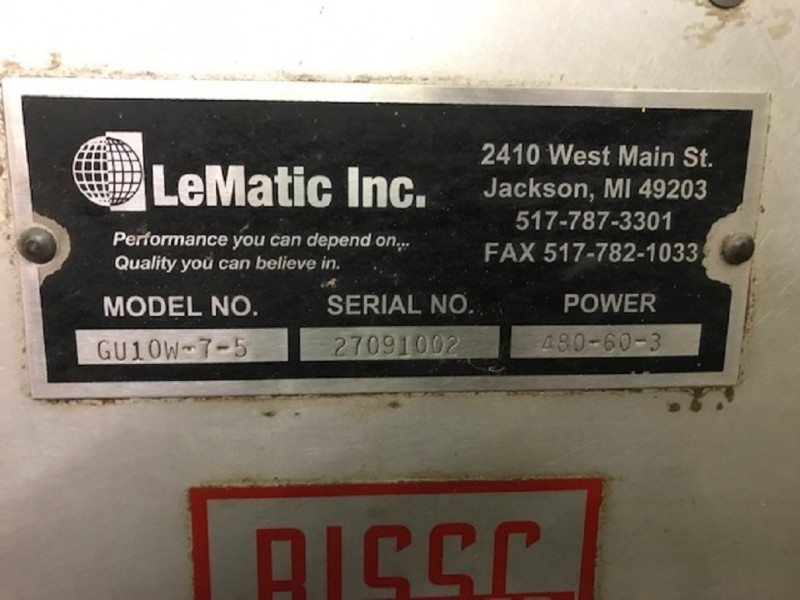 LeMatic Inc.
Performance you can depend on...
Quality you can believe in.
2410 West Main St.
Jackson, MI 49203
517-787-3301
FAX 517-782-1033
MODEL NO. SERIAL NO. POWER
GU10W-7-5 27091002 480-60-3
BISSC